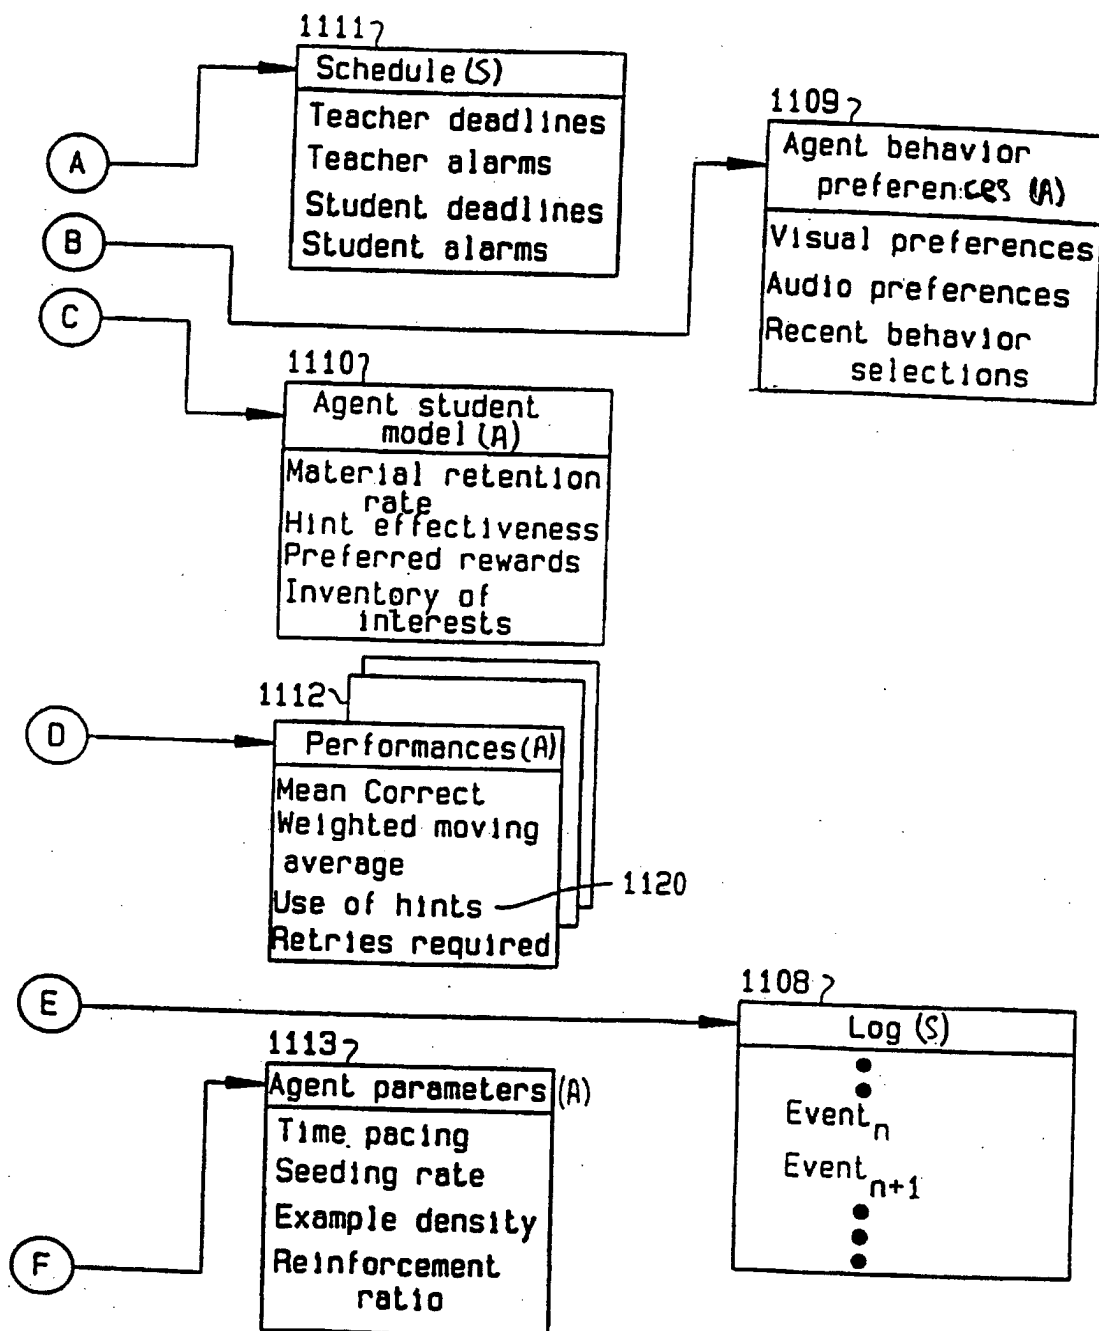 1111
Schedule (S)
Teacher deadlines
Teacher alarms
Student deadlines
Student alarms
A
B
C
1109
Agent behavior
preferences (A)
Visual preferences
Audio preferences
Recent behavior
selections
1110
Agent student
model (A)
Material retention
rate
Hint effectiveness
Preferred rewards
Inventory of
interests
1112
D
Performances (A)
Mean Correct
Weighted moving
average
Use of hints
1120
Retries required
E
1108
Log (S)
Event n
Event n+1
1113
Agent parameters (A)
Time pacing
Seeding rate
Example density
Reinforcement
ratio
F